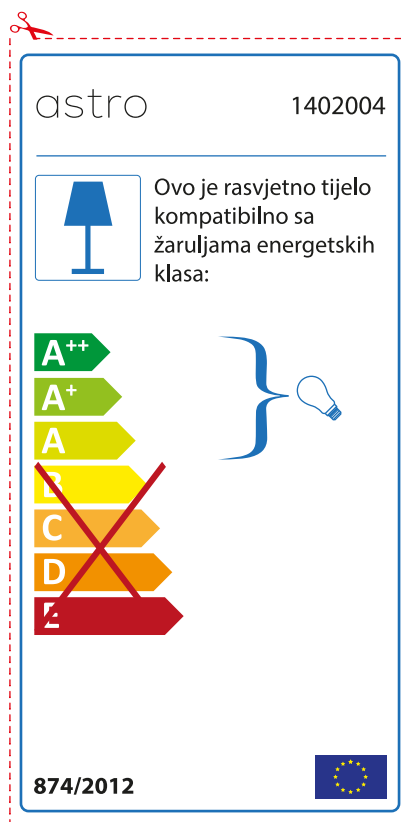 astro
1402004
Ovo je rasvjetno tijelo
kompatibilno sa
žaruljama energetskih
klasa:
A++
A+
A
B
C
D
E
874/2012